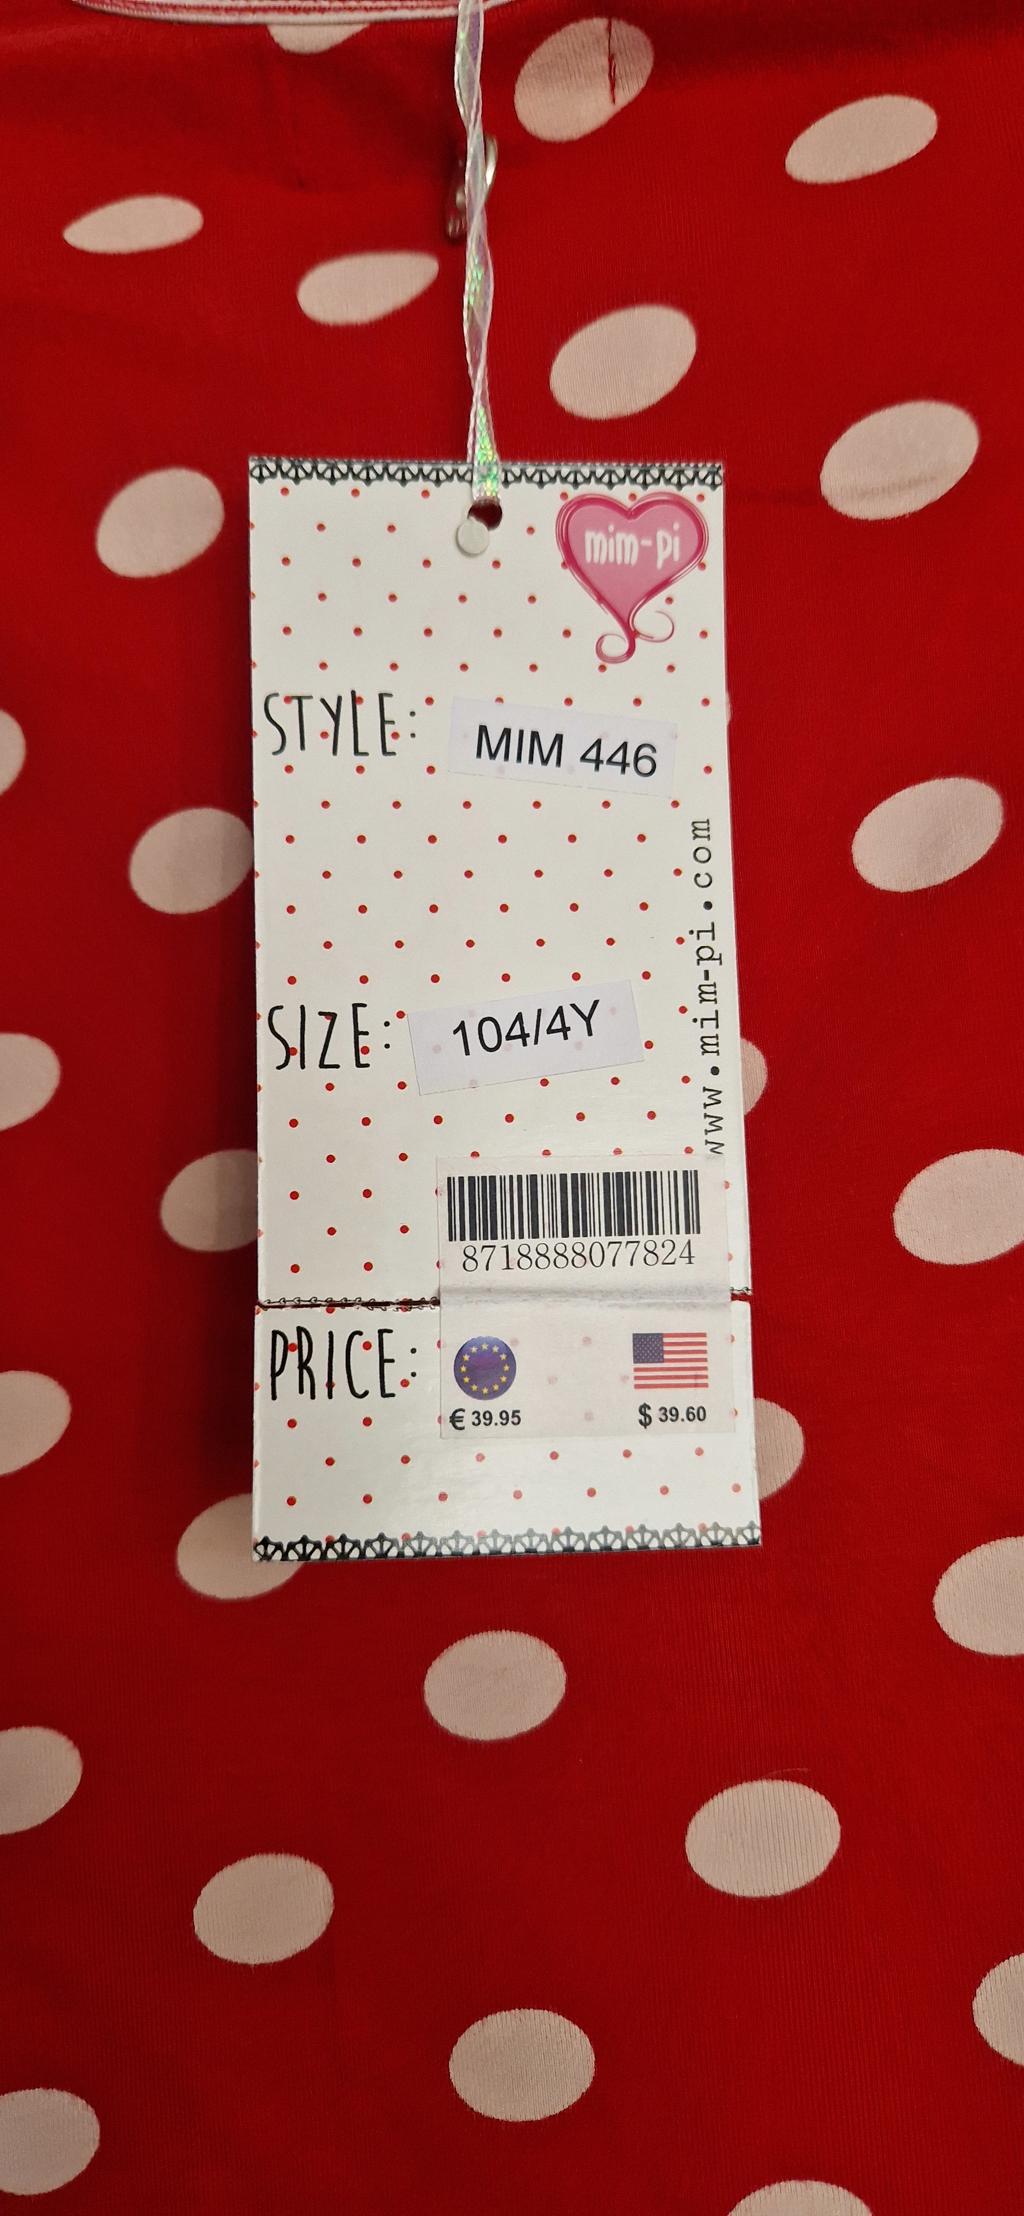 mim-pi
STYLE: MIM 446
www.mim-pi.com
SIZE: 104/4Y
8718888077824
PRICE:
€ 39.95 $ 39.60